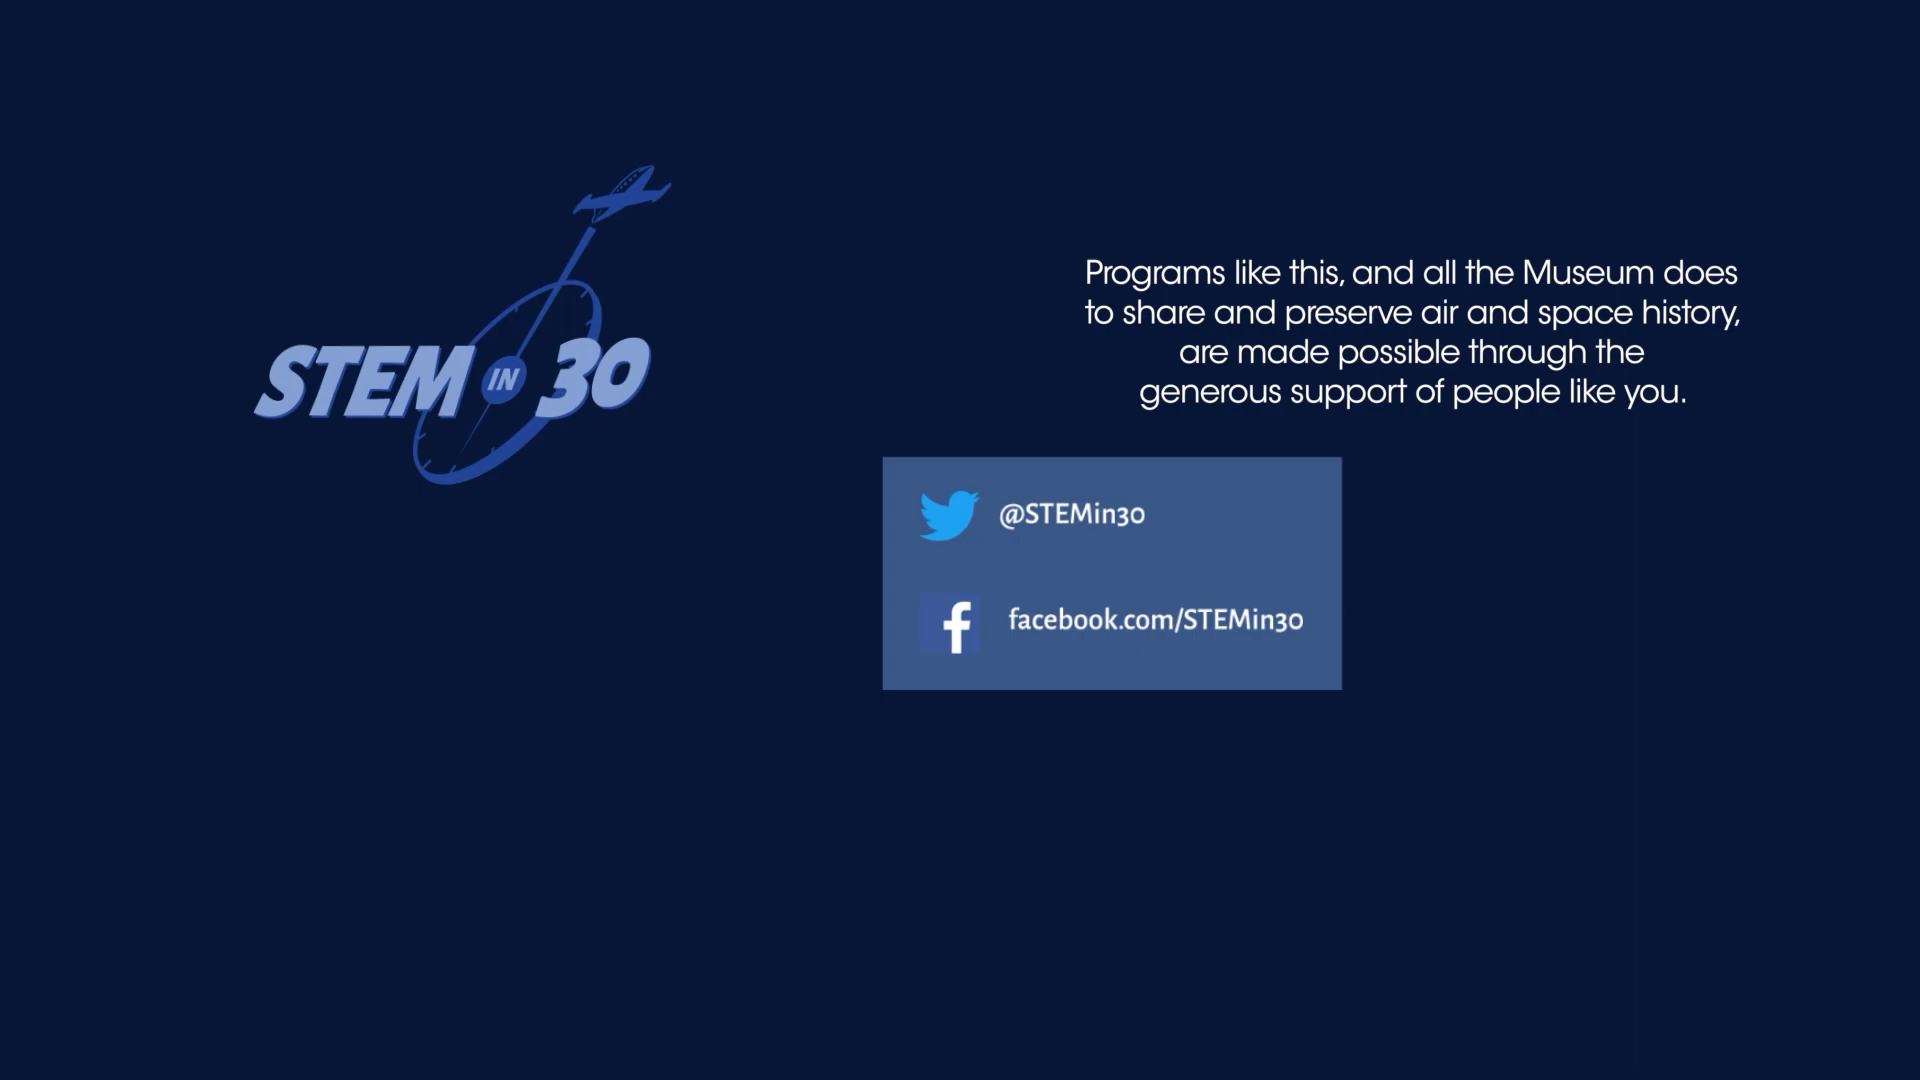 STEM IN 30
Programs like this, and all the Museum does
to share and preserve air and space history,
are made possible through the
generous support of people like you.
@STEMin30
facebook.com/STEMin30